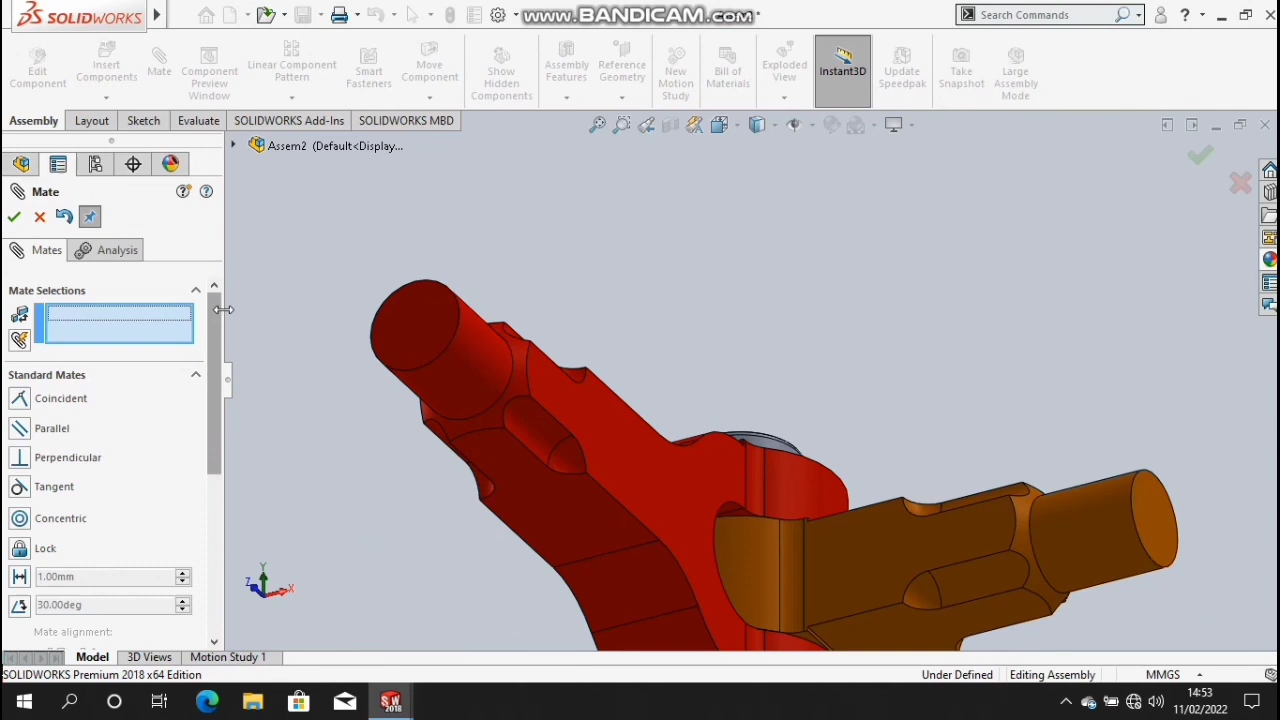 SOLIDWORKS
www.BANDICAM.com
*
Search Commands
Edit Component
Insert Components
Mate
Component Preview Window
Linear Component Pattern
Smart Fasteners
Move Component
Show Hidden Components
Assembly Features
Reference Geometry
New Motion Study
Bill of Materials
Exploded View
Instant3D
Update Speedpak
Take Snapshot
Large Assembly Mode
Assembly
Layout
Sketch
Evaluate
SOLIDWORKS Add-Ins
SOLIDWORKS MBD
Assem2 (Default<Display...
Mate
Mates
Analysis
Mate Selections
Standard Mates
Coincident
Parallel
Perpendicular
Tangent
Concentric
Lock
1.00mm
30.00deg
Mate alignment:
Y
Z
X
Model
3D Views
Motion Study 1
SOLIDWORKS Premium 2018 x64 Edition
Under Defined
Editing Assembly
MMGS
SW
2018
14:53
11/02/2022